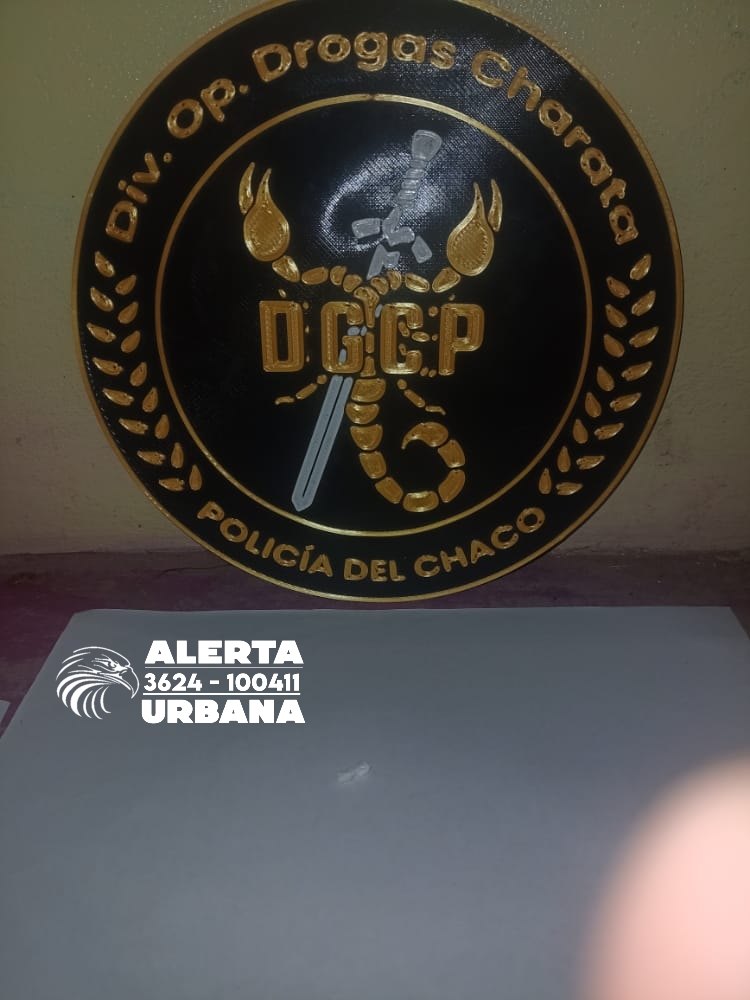 Div. Op. Drogas Charata
DGCP
POLICÍA DEL CHACO
ALERTA
3624 - 100411
URBANA